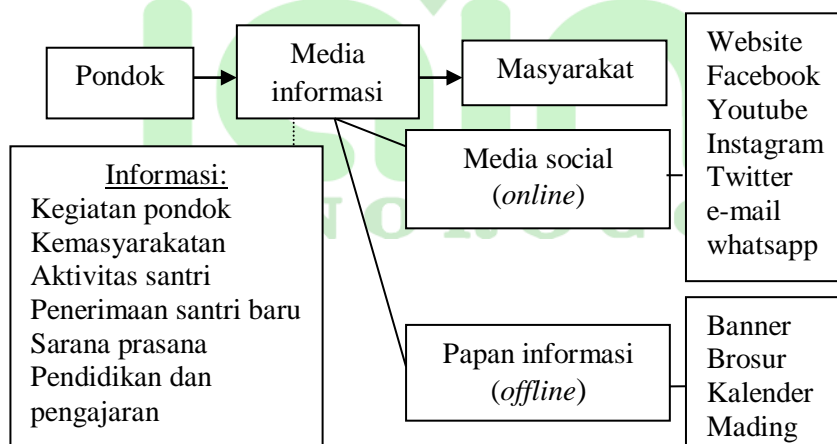 Pondok
Media
informasi
Masyarakat
Website
Facebook
Youtube
Instagram
Twitter
e-mail
whatsapp
Informasi:
Kegiatan pondok
Kemasyarakatan
Aktivitas santri
Penerimaan santri baru
Sarana prasana
Pendidikan dan
pengajaran
Media social
(online)
Papan informasi
(offline)
Banner
Brosur
Kalender
Mading